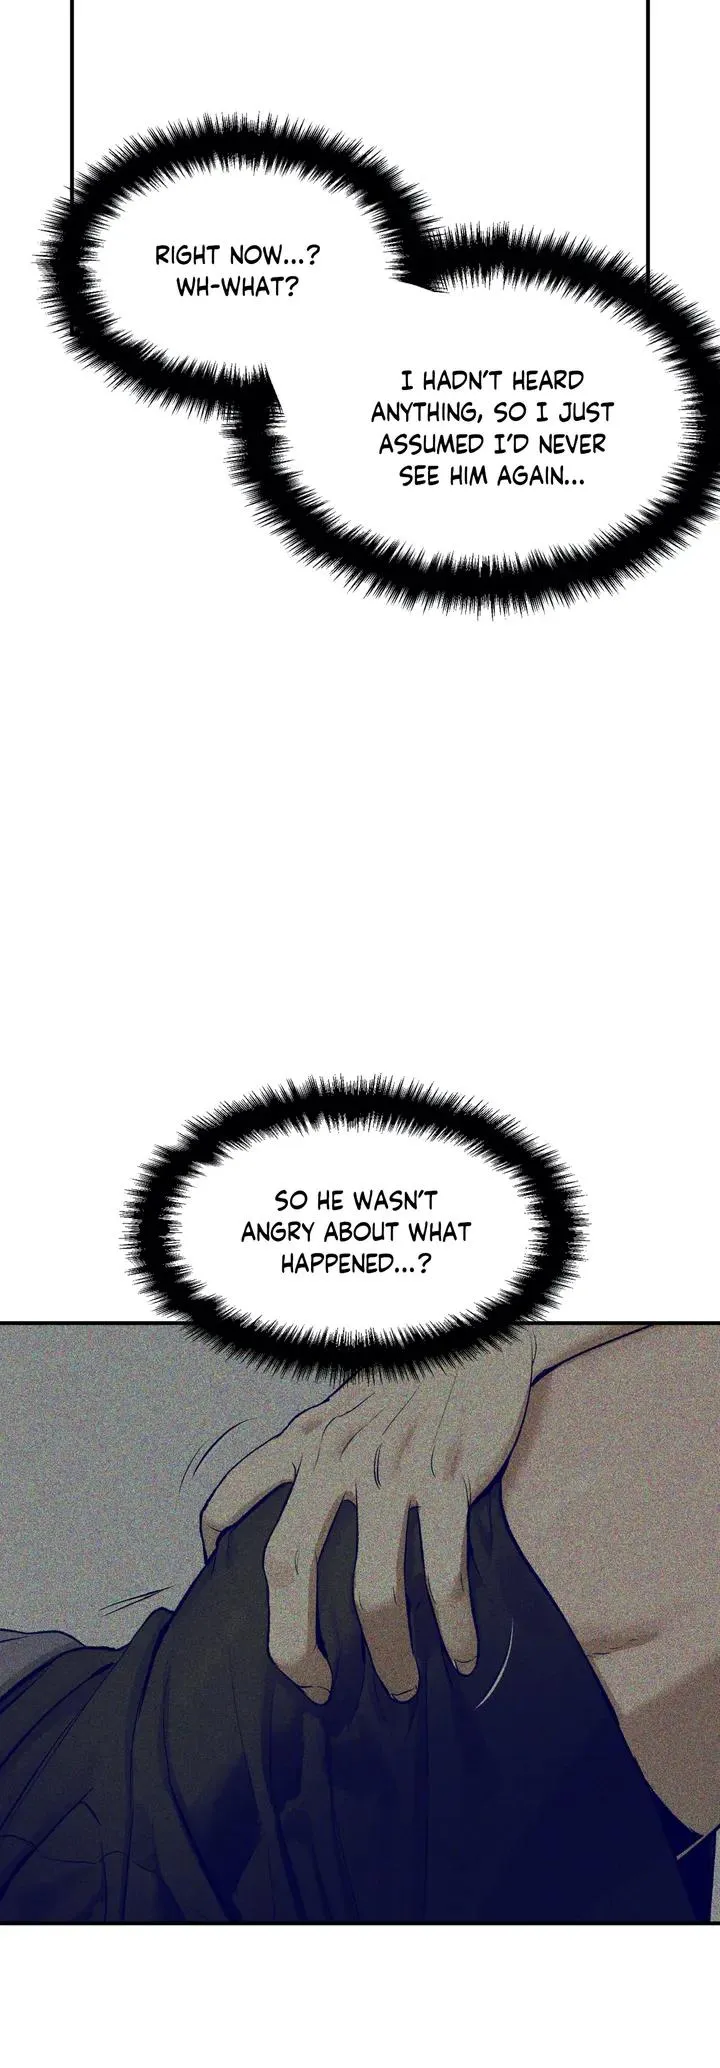 RIGHT NOW...?
WH-WHAT?
I HADN'T HEARD
ANYTHING, SO I JUST
ASSUMED I'D NEVER
SEE HIM AGAIN...
SO HE WASN'T
ANGRY ABOUT WHAT
HAPPENED...?